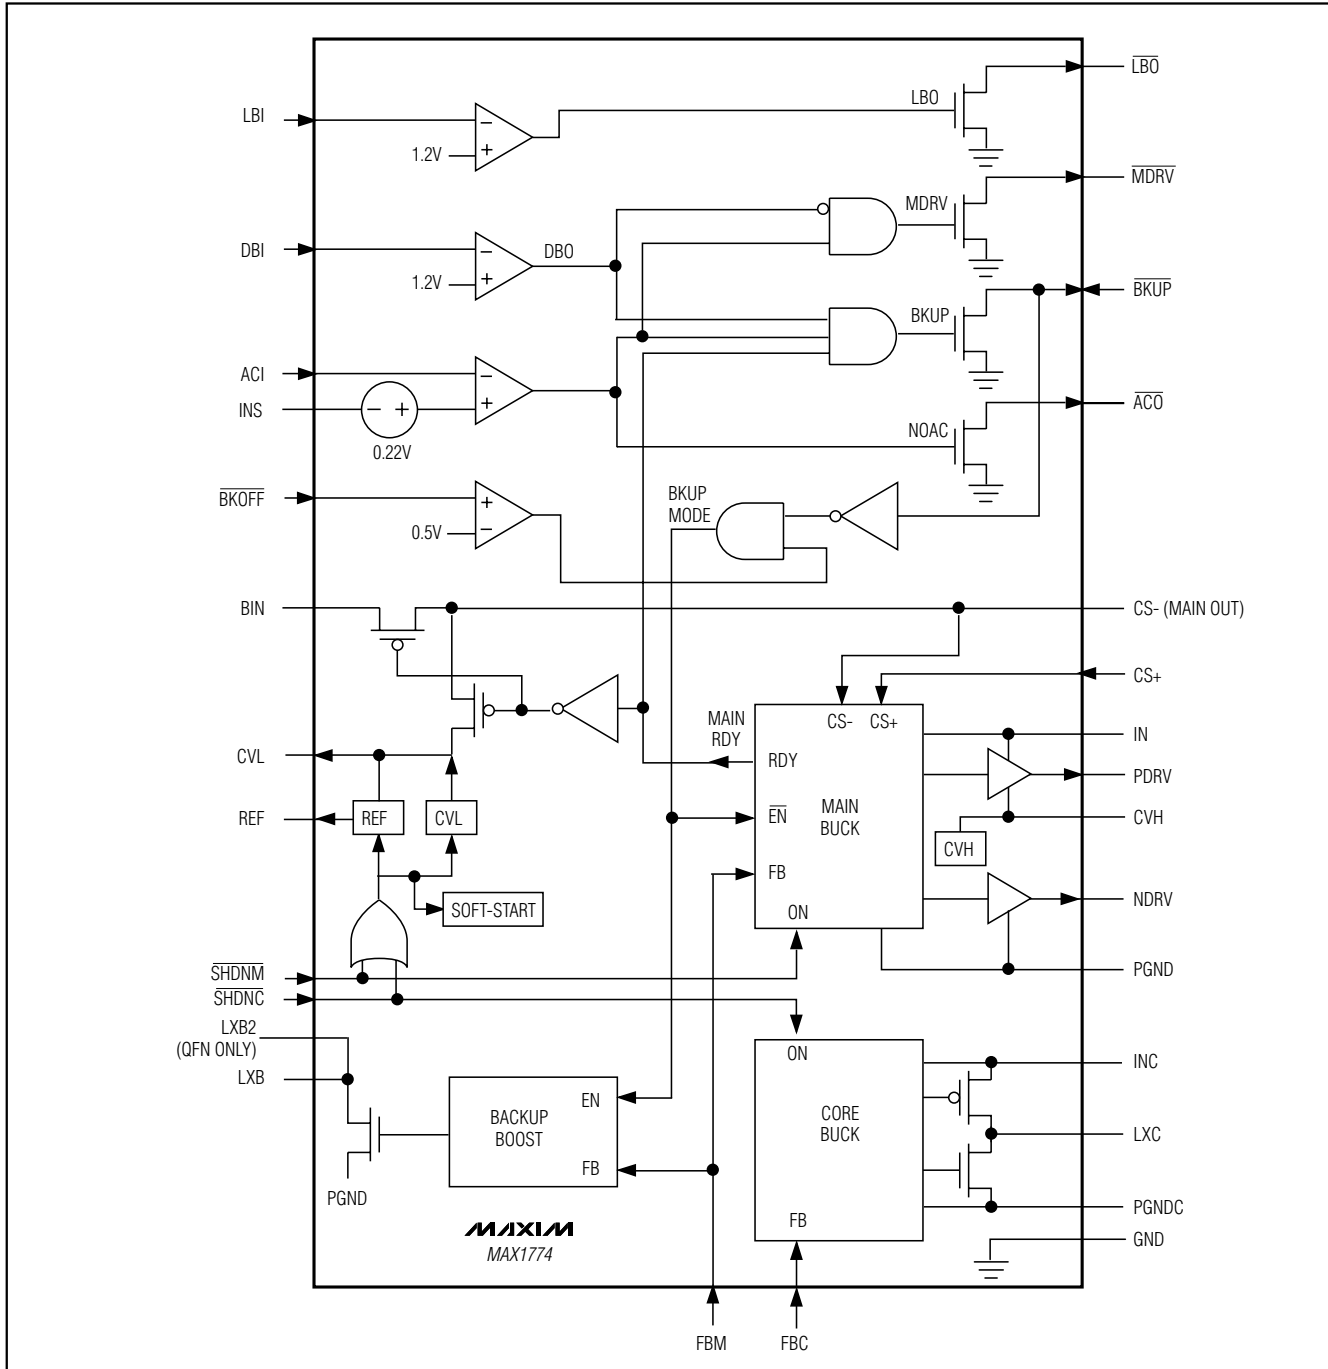 LBO
LBO
LBI
−
1.2V
+
MDRV
MDRV
DBI
−
DBO
1.2V
+
BKUP
BKUP
ACI
−
INS
− +
+
0.22V
ACO
NOAC
BKOFF
+
0.5V
−
BKUP
MODE
BIN
CS- (MAIN OUT)
CS+
MAIN
RDY
CS- CS+
IN
CVL
RDY
PDRV
REF
REF
CVL
EN
MAIN
BUCK
CVH
CVH
FB
SOFT-START
ON
NDRV
SHDNM
PGND
SHDNC
LXB2
(QFN ONLY)
LXB
ON
INC
EN
BACKUP
BOOST
CORE
BUCK
LXC
FB
PGND
PGNDC
FB
MAXIM
MAX1774
GND
FBM
FBC